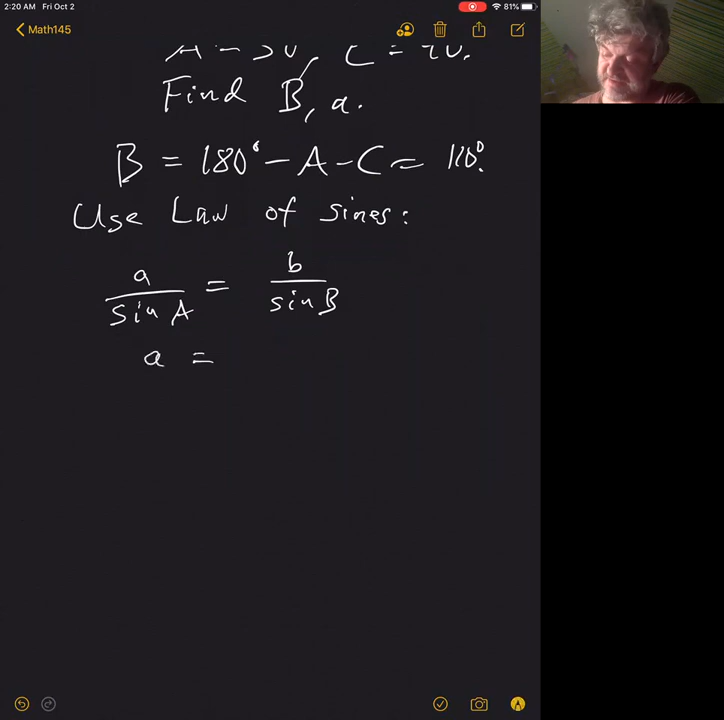 2:20 AM Fri Oct 2
81%
Math145
Find B, a.
B = 180° - A - C = 110°.
Use Law of sines:
a/sin A = b/sin B
a =